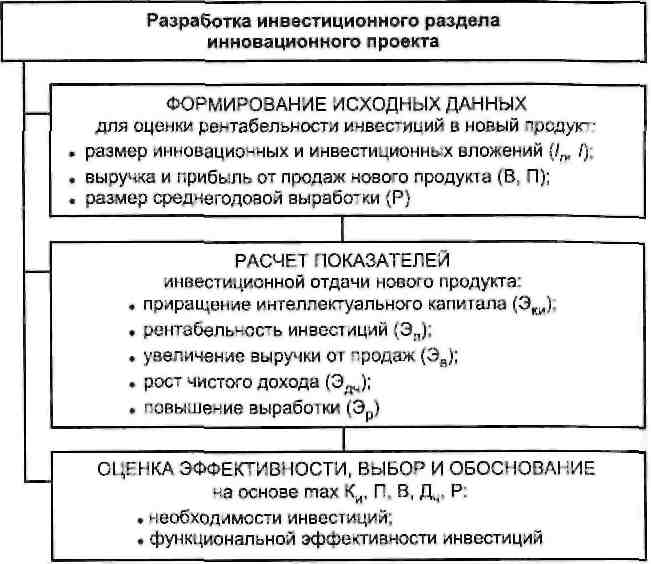 Разработка инвестиционного раздела
инновационного проекта
ФОРМИРОВАНИЕ ИСХОДНЫХ ДАННЫХ
для оценки рентабельности инвестиций в новый продукт:
• размер инновационных и инвестиционных вложений (Iп, I);
• выручка и прибыль от продаж нового продукта (В, П);
• размер среднегодовой выработки (Р)
РАСЧЕТ ПОКАЗАТЕЛЕЙ
инвестиционной отдачи нового продукта:
• приращение интеллектуального капитала (Эки);
• рентабельность инвестиций (Эп);
• увеличение выручки от продаж (Эв);
• рост чистого дохода (Эдч);
• повышение выработки (Эр)
ОЦЕНКА ЭФФЕКТИВНОСТИ, ВЫБОР И ОБОСНОВАНИЕ
на основе max Ки, П, В, Дч, Р:
• необходимости инвестиций;
• функциональной эффективности инвестиций